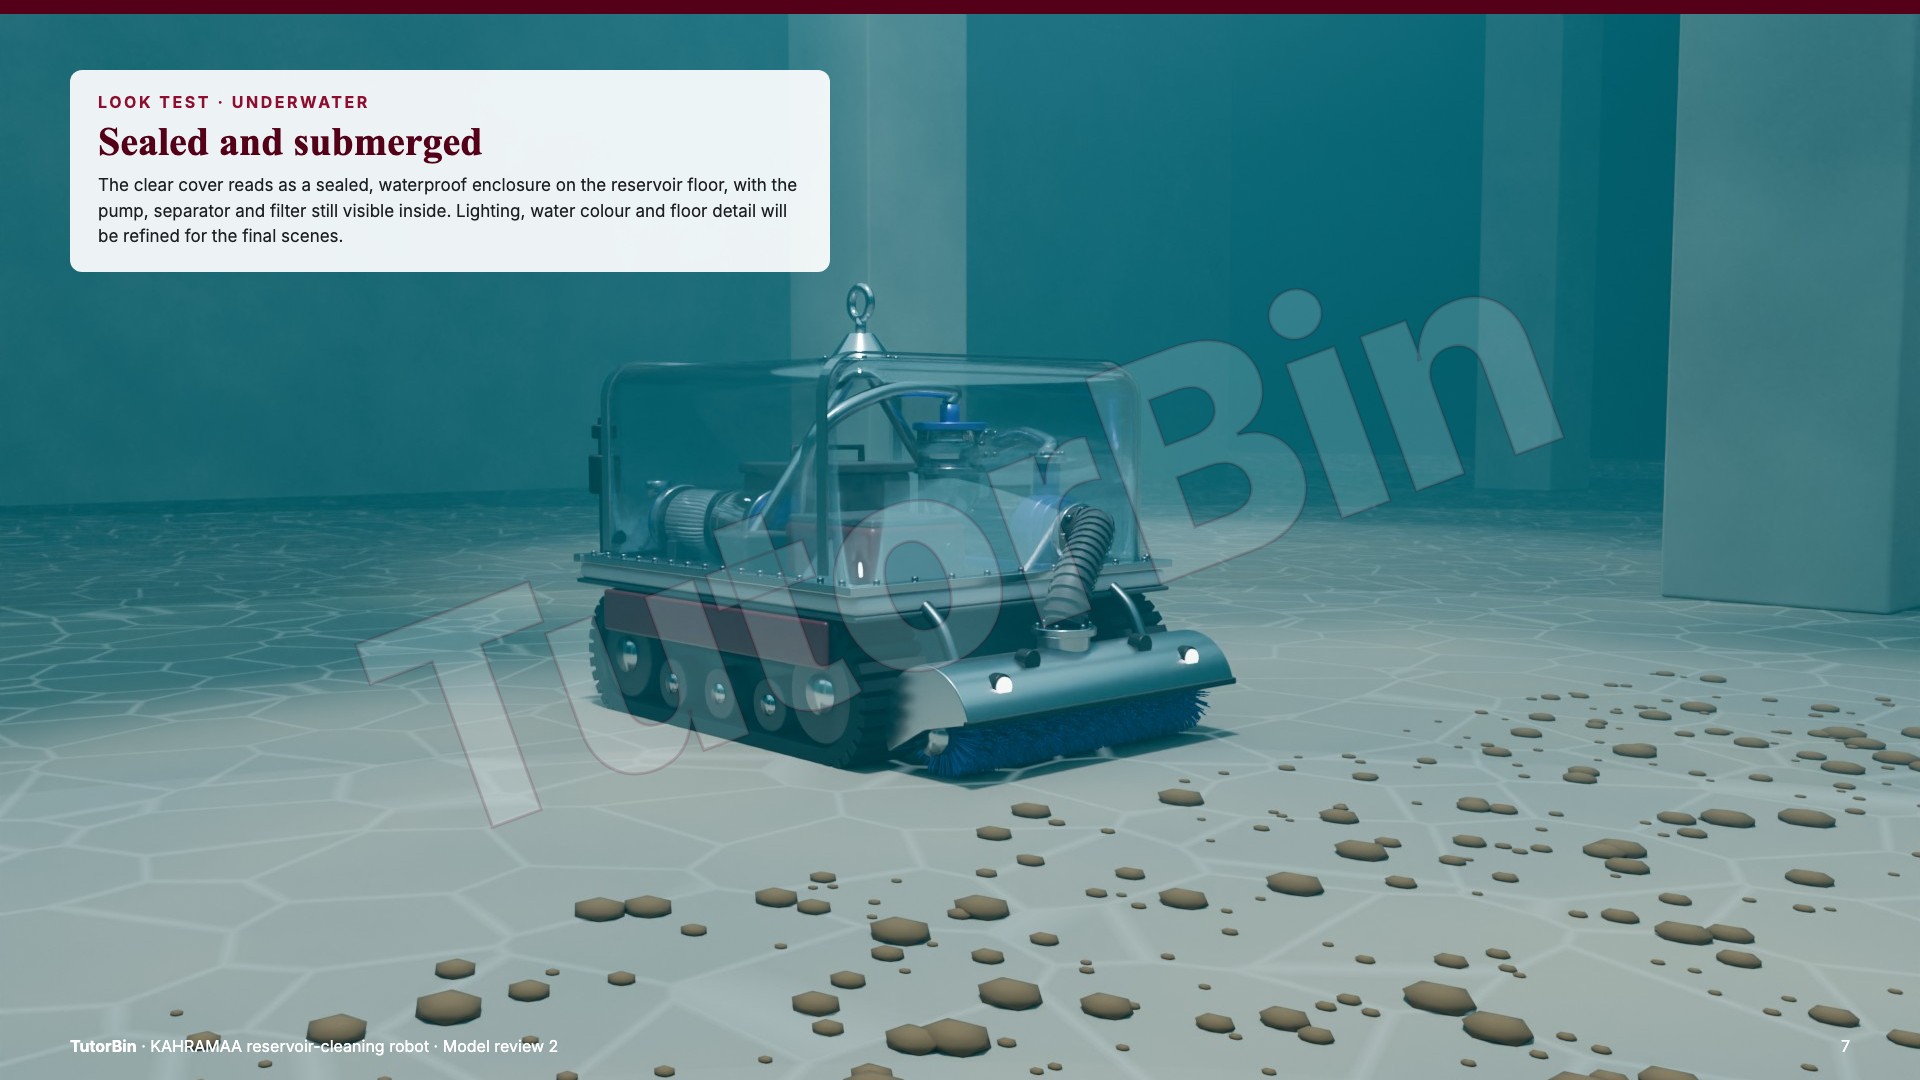 LOOK TEST · UNDERWATER
Sealed and submerged
The clear cover reads as a sealed, waterproof enclosure on the reservoir floor, with the
pump, separator and filter still visible inside. Lighting, water colour and floor detail will
be refined for the final scenes.
TutorBin
TutorBin · KAHRAMAA reservoir-cleaning robot · Model review 2
7